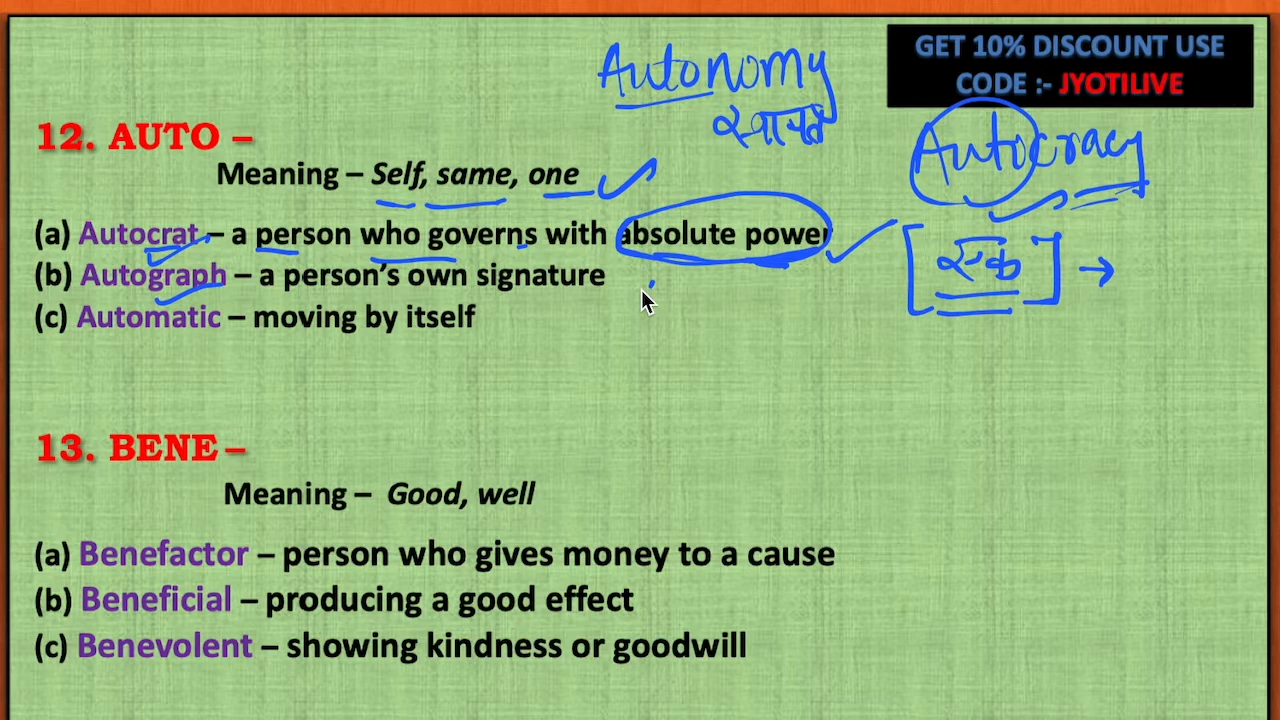 GET 10% DISCOUNT USE
CODE :- JYOTILIVE
Autonomy
Autocracy
12. AUTO –
Meaning – Self, same, one
(a) Autocrat – a person who governs with absolute power
(b) Autograph – a person’s own signature
(c) Automatic – moving by itself
13. BENE –
Meaning – Good, well
(a) Benefactor – person who gives money to a cause
(b) Beneficial – producing a good effect
(c) Benevolent – showing kindness or goodwill